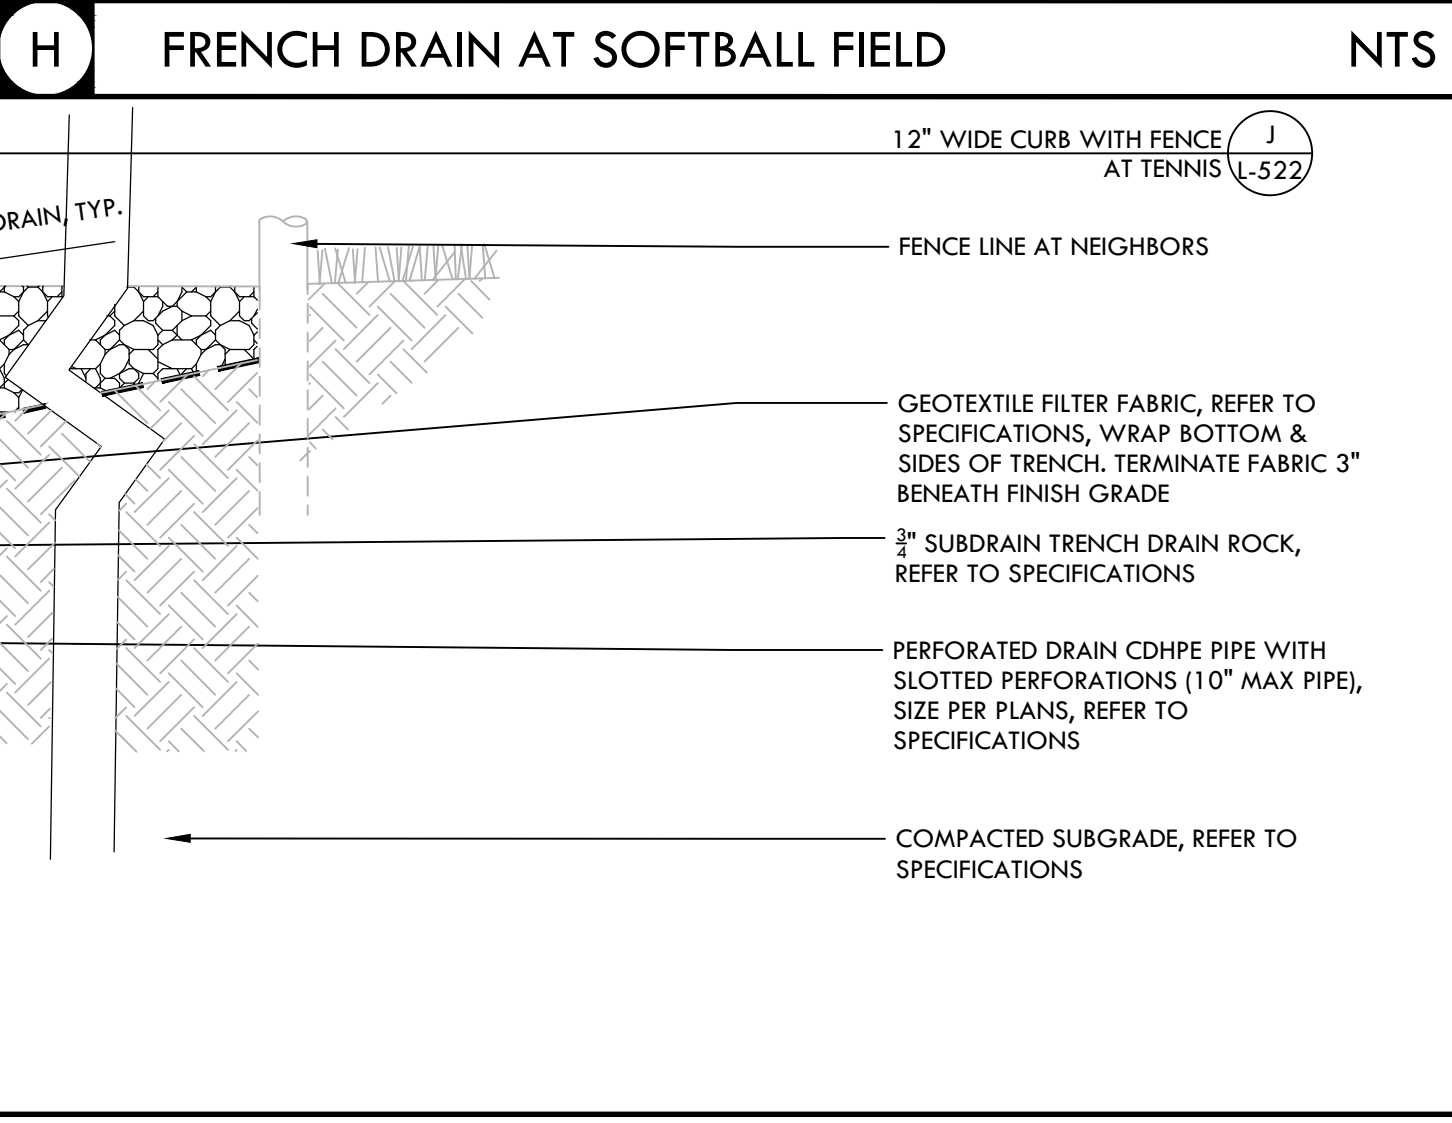 H
FRENCH DRAIN AT SOFTBALL FIELD
NTS
12" WIDE CURB WITH FENCE
AT TENNIS
J
L-522
TYP.
FENCE LINE AT NEIGHBORS
GEOTEXTILE FILTER FABRIC, REFER TO
SPECIFICATIONS, WRAP BOTTOM &
SIDES OF TRENCH. TERMINATE FABRIC 3"
BENEATH FINISH GRADE
3/4" SUBDRAIN TRENCH DRAIN ROCK,
REFER TO SPECIFICATIONS
PERFORATED DRAIN CDHPE PIPE WITH
SLOTTED PERFORATIONS (10" MAX PIPE),
SIZE PER PLANS, REFER TO
SPECIFICATIONS
COMPACTED SUBGRADE, REFER TO
SPECIFICATIONS